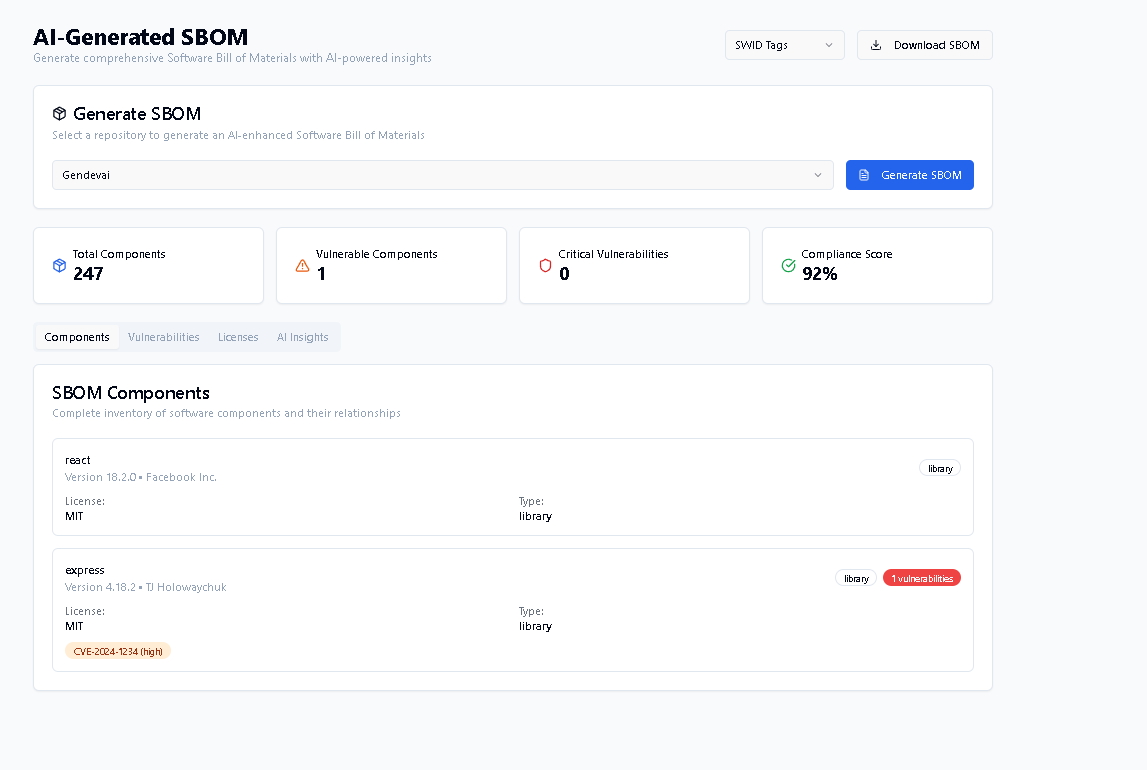 AI-Generated SBOM
Generate comprehensive Software Bill of Materials with AI-powered insights
SWID Tags
Download SBOM
Generate SBOM
Select a repository to generate an AI-enhanced Software Bill of Materials
Gendevai
Generate SBOM
Total Components
247
Vulnerable Components
1
Critical Vulnerabilities
0
Compliance Score
92%
Components Vulnerabilities Licenses AI Insights
SBOM Components
Complete inventory of software components and their relationships
react
Version 18.2.0 • Facebook Inc.
library
License:
MIT
Type:
library
express
Version 4.18.2 • TJ Holowaychuk
library
1 vulnerabilities
License:
MIT
Type:
library
CVE-2024-1234 (high)